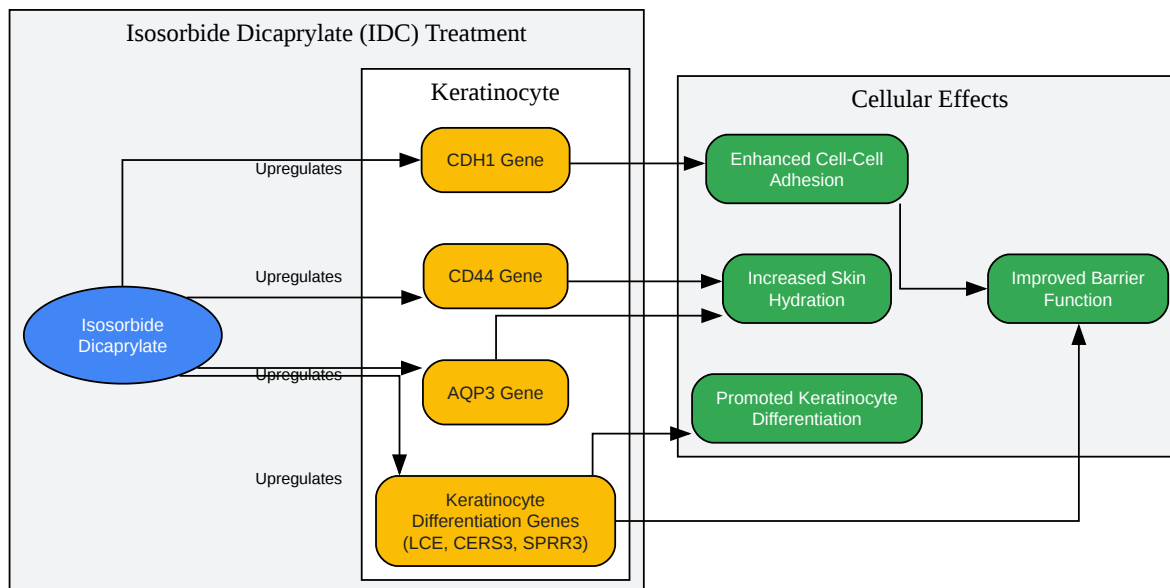 Isosorbide Dicaprylate (IDC) Treatment
Keratinocyte
Cellular Effects
CDH1 Gene
Enhanced Cell-Cell
Adhesion
Upregulates
CD44 Gene
Increased Skin
Hydration
Improved Barrier
Function
Upregulates
Isosorbide
Dicaprylate
Upregulates
AQP3 Gene
Promoted Keratinocyte
Differentiation
Upregulates
Keratinocyte
Differentiation Genes
(LCE, CERS3, SPRR3)